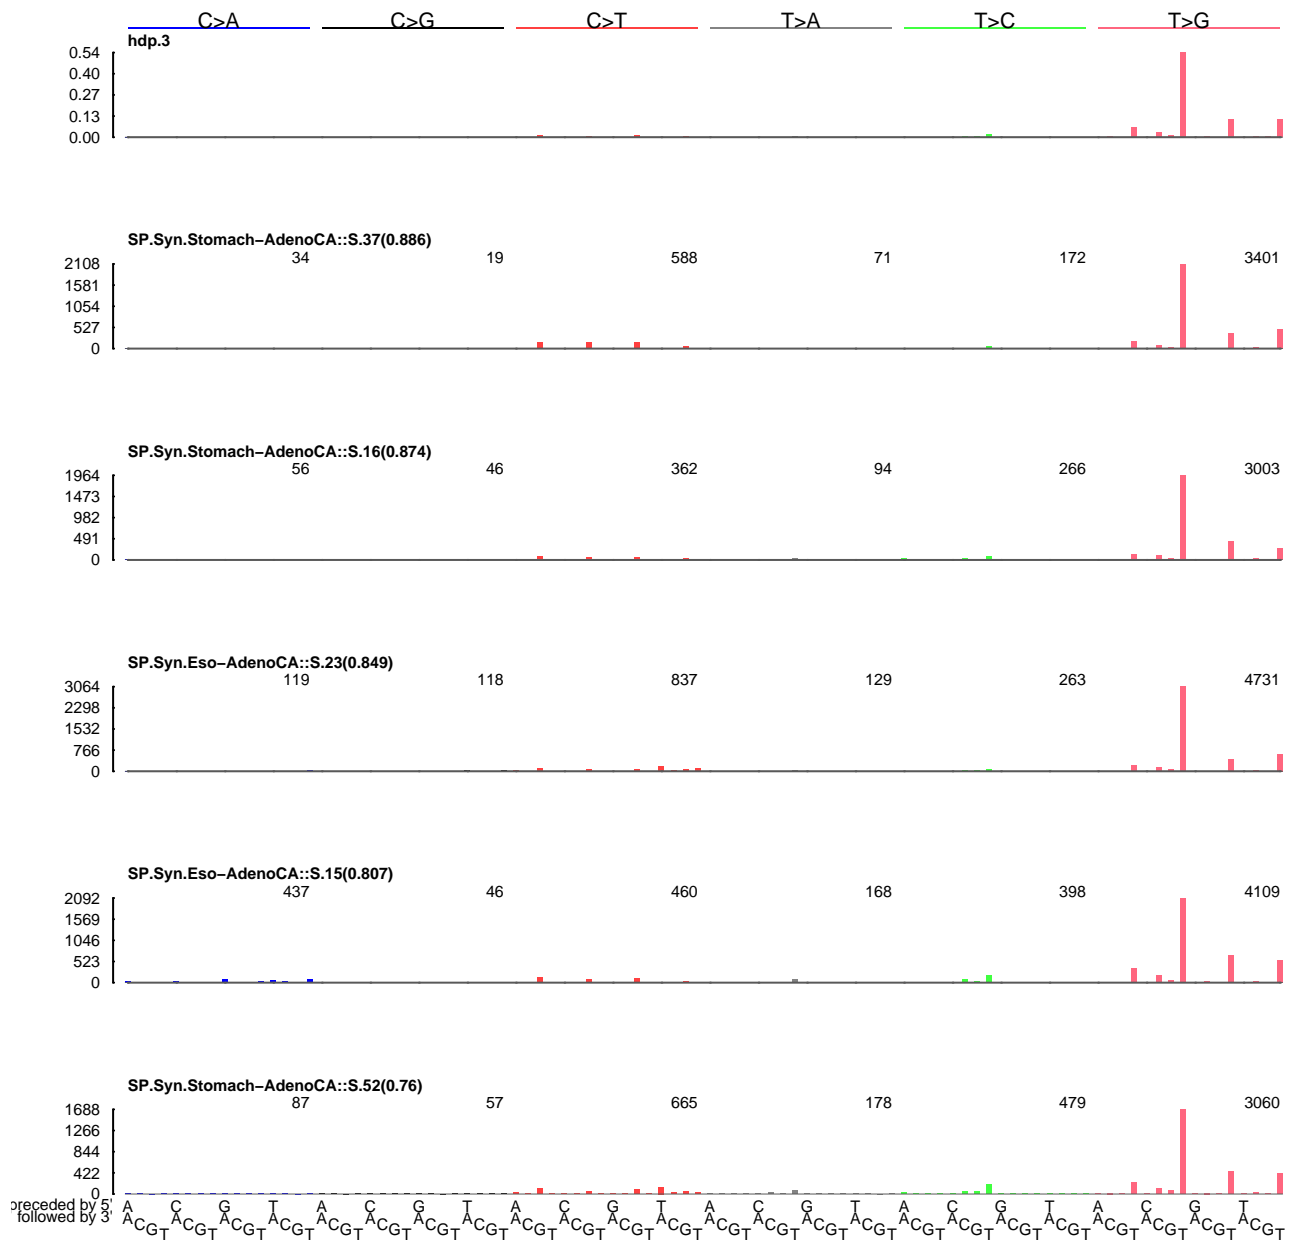 C>A C>G C>T T>A T>C T>G
hdp.3
0.54
0.40
0.27
0.13
0.00
SP.Syn.Stomach−AdenoCA::S.37(0.886)
34 19 588 71 172 3401
2108
1581
1054
527
0
SP.Syn.Stomach−AdenoCA::S.16(0.874)
56 46 362 94 266 3003
1964
1473
982
491
0
SP.Syn.Eso−AdenoCA::S.23(0.849)
119 118 837 129 263 4731
3064
2298
1532
766
0
SP.Syn.Eso−AdenoCA::S.15(0.807)
437 46 460 168 398 4109
2092
1569
1046
523
0
SP.Syn.Stomach−AdenoCA::S.52(0.76)
87 57 665 178 479 3060
1688
1266
844
422
0
preceded by 5' A C G T A C G T A C G T A C G T A C G T A C G T
followed by 3' A C G T A C G T A C G T A C G T A C G T A C G T A C G T A C G T A C G T A C G T A C G T A C G T A C G T A C G T A C G T A C G T A C G T A C G T A C G T A C G T A C G T A C G T A C G T A C G T